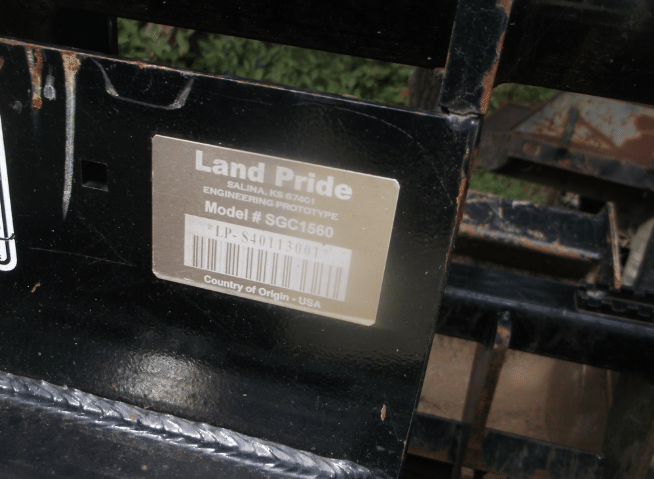 Land Pride
SALINA, KS 67401
ENGINEERING PROTOTYPE
Model # SGC1560
*LP-S40113001*
Country of Origin - USA